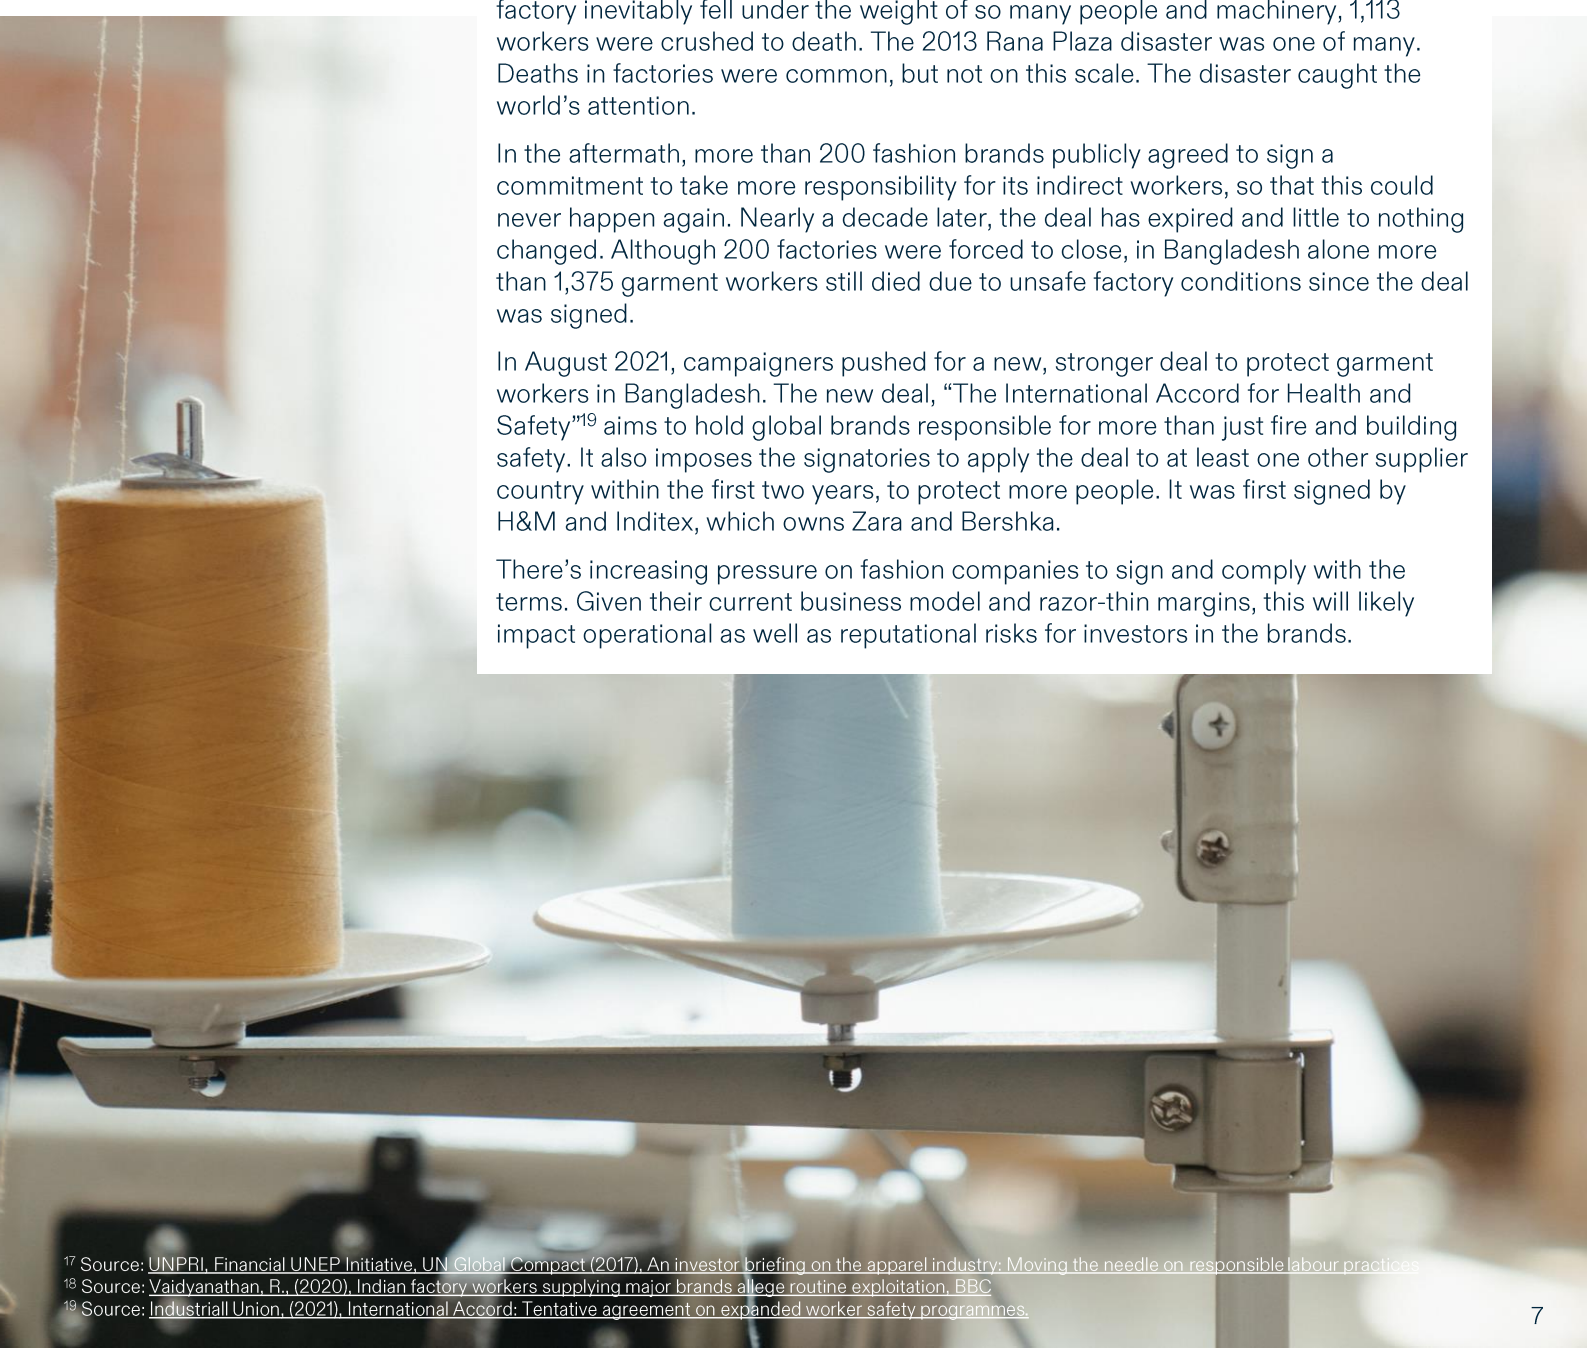 factory inevitably fell under the weight of so many people and machinery, 1,113
workers were crushed to death. The 2013 Rana Plaza disaster was one of many.
Deaths in factories were common, but not on this scale. The disaster caught the
world’s attention.
In the aftermath, more than 200 fashion brands publicly agreed to sign a
commitment to take more responsibility for its indirect workers, so that this could
never happen again. Nearly a decade later, the deal has expired and little to nothing
changed. Although 200 factories were forced to close, in Bangladesh alone more
than 1,375 garment workers still died due to unsafe factory conditions since the deal
was signed.
In August 2021, campaigners pushed for a new, stronger deal to protect garment
workers in Bangladesh. The new deal, “The International Accord for Health and
Safety”19 aims to hold global brands responsible for more than just fire and building
safety. It also imposes the signatories to apply the deal to at least one other supplier
country within the first two years, to protect more people. It was first signed by
H&M and Inditex, which owns Zara and Bershka.
There’s increasing pressure on fashion companies to sign and comply with the
terms. Given their current business model and razor-thin margins, this will likely
impact operational as well as reputational risks for investors in the brands.
17 Source: UNPRI, Financial UNEP Initiative, UN Global Compact (2017), An investor briefing on the apparel industry: Moving the needle on responsible labour practices
18 Source: Vaidyanathan, R., (2020), Indian factory workers supplying major brands allege routine exploitation, BBC
19 Source: Industriall Union, (2021), International Accord: Tentative agreement on expanded worker safety programmes.
7